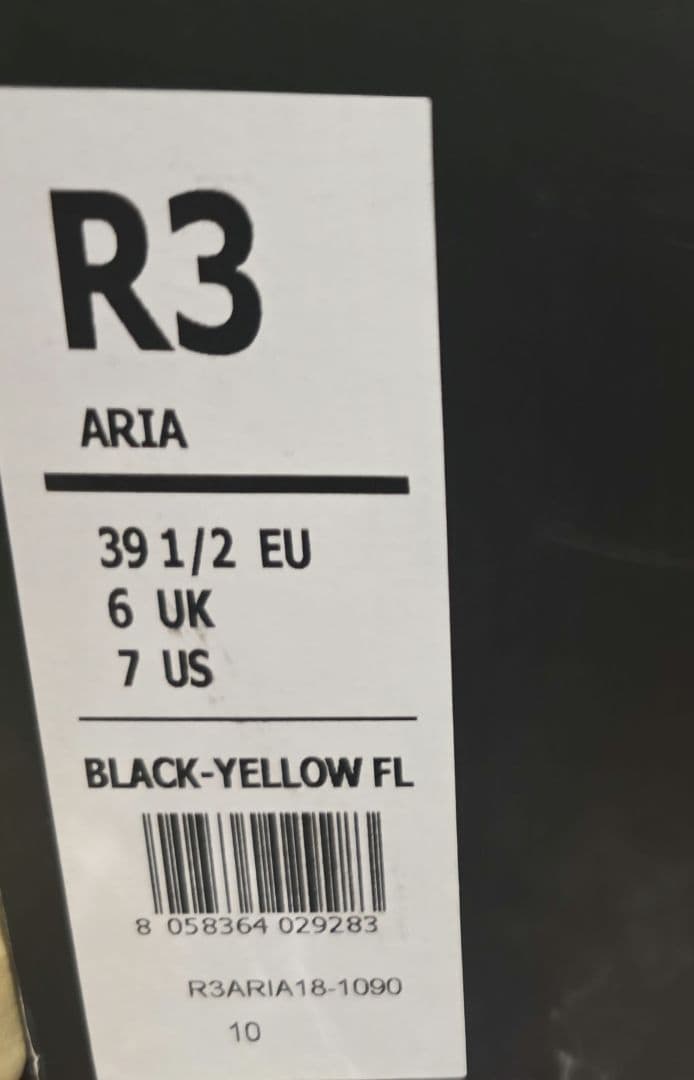 R3
ARIA
39 1/2 EU
6 UK
7 US
BLACK-YELLOW FL
8 058364 029283
R3ARIA18-1090
10